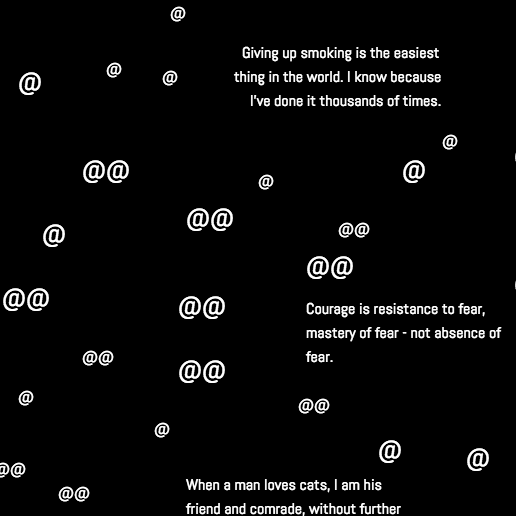 @
Giving up smoking is the easiest
@ @ @
thing in the world. I know because
I've done it thousands of times.
@
@@ @
@
@@
@@
@
@@
@@
@@
Courage is resistance to fear,
mastery of fear - not absence of
fear.
@@
@@
@
@@
@
@
@
@@
When a man loves cats, I am his
@@
friend and comrade, without further